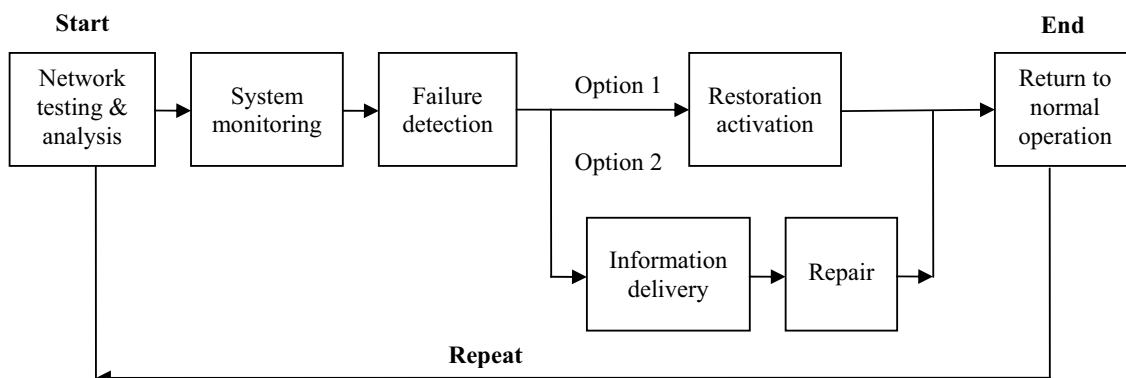 Start
End
Network
testing &
analysis
System
monitoring
Failure
detection
Option 1
Option 2
Restoration
activation
Return to
normal
operation
Information
delivery
Repair
Repeat